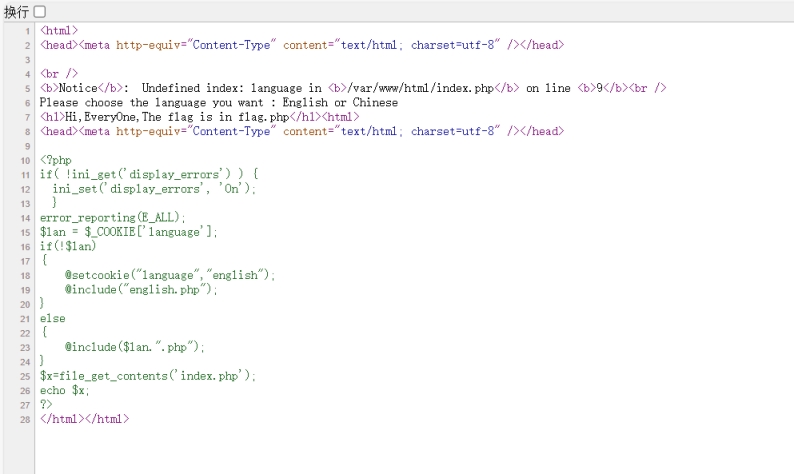 换行
1 <html>
2 <head><meta http-equiv="Content-Type" content="text/html; charset=utf-8" /></head>
3
4 <br />
5 <b>Notice</b>:  Undefined index: language in <b>/var/www/html/index.php</b> on line <b>9</b><br />
6 Please choose the language you want : English or Chinese
7 <h1>Hi,EveryOne,The flag is in flag.php</h1><html>
8 <head><meta http-equiv="Content-Type" content="text/html; charset=utf-8" /></head>
9
10 <?php
11 if( !ini_get('display_errors') ) {
12   ini_set('display_errors', 'On');
13   }
14 error_reporting(E_ALL);
15 $lan = $_COOKIE['language'];
16 if(!$lan)
17 {
18     @setcookie("language","english");
19     @include("english.php");
20 }
21 else
22 {
23     @include($lan.".php");
24 }
25 $x=file_get_contents('index.php');
26 echo $x;
27 ?>
28 </html></html>